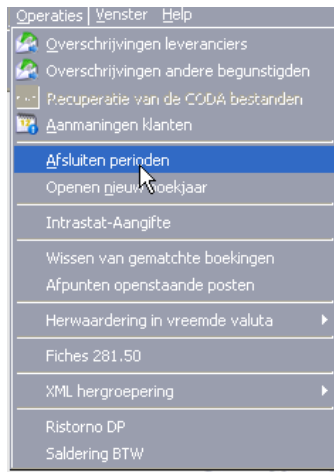 Operaties Venster Help
Overschrijvingen leveranciers
Overschrijvingen andere begunstigden
Recuperatie van de CODA bestanden
Aanmaningen klanten
Afsluiten perioden
Openen nieuw boekjaar
Intrastat-Aangifte
Wissen van gematchte boekingen
Afpunten openstaande posten
Herwaardering in vreemde valuta
Fiches 281.50
XML hergroepering
Ristorno DP
Saldering BTW